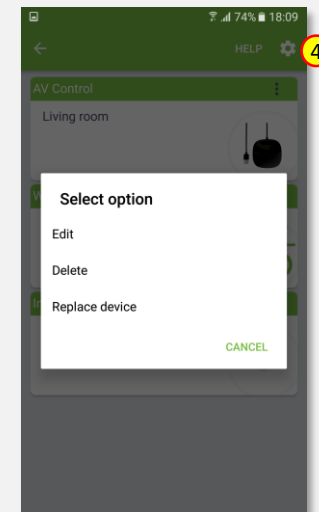 74% 18:09
HELP
4
AV Control
Living room
Select option
Edit
Delete
Replace device
CANCEL